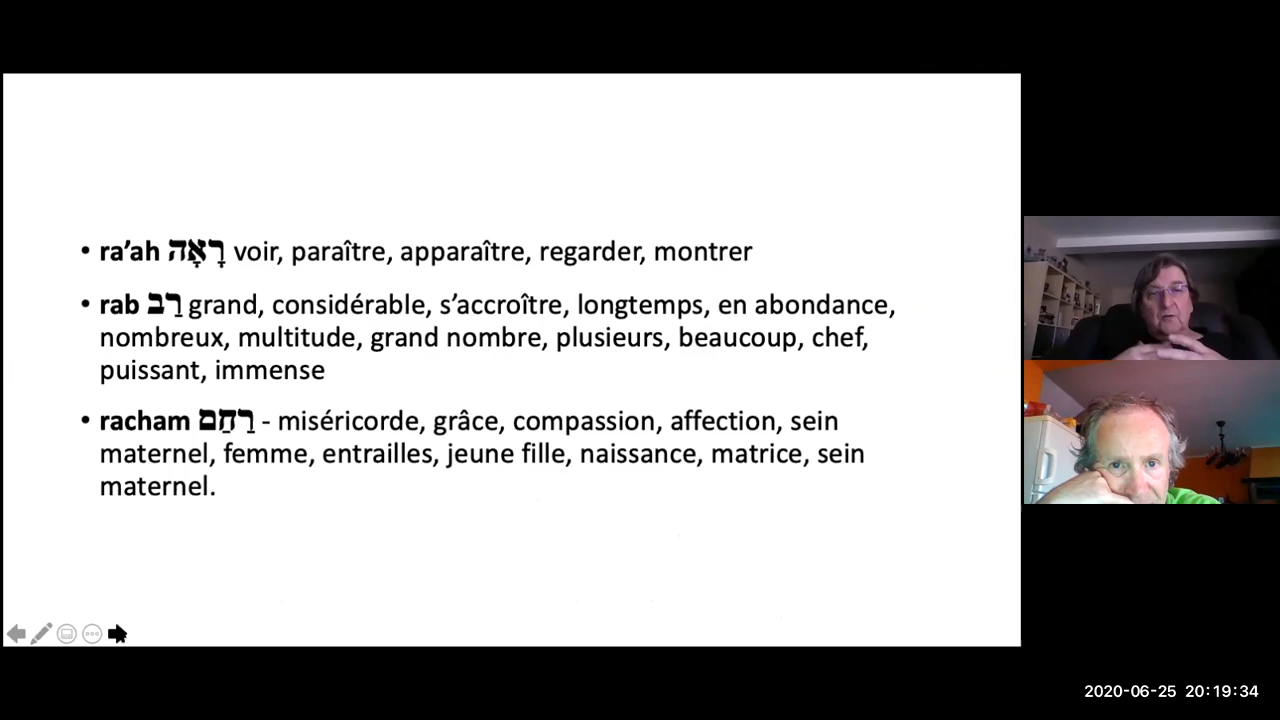 • ra’ah רָאָה voir, paraître, apparaître, regarder, montrer
• rab רַב grand, considérable, s’accroître, longtemps, en abondance,
nombreux, multitude, grand nombre, plusieurs, beaucoup, chef,
puissant, immense
• racham רַחַם - miséricorde, grâce, compassion, affection, sein
maternel, femme, entrailles, jeune fille, naissance, matrice, sein
maternel.
2020-06-25 20:19:34